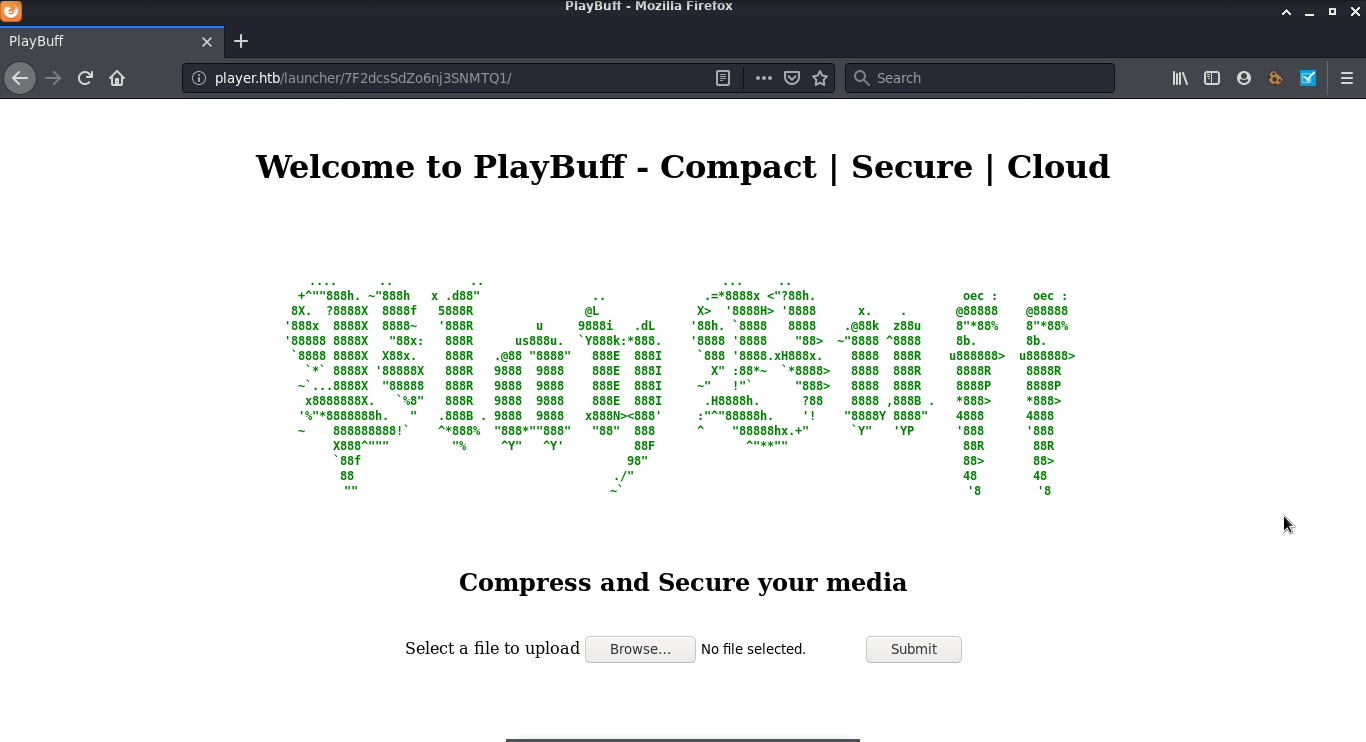 PlayBuff - Mozilla Firefox
PlayBuff
player.htb/launcher/7F2dcsSdZo6nj3SNMTQ1/
Search
Welcome to PlayBuff - Compact | Secure | Cloud
Compress and Secure your media
Select a file to upload Browse... No file selected. Submit